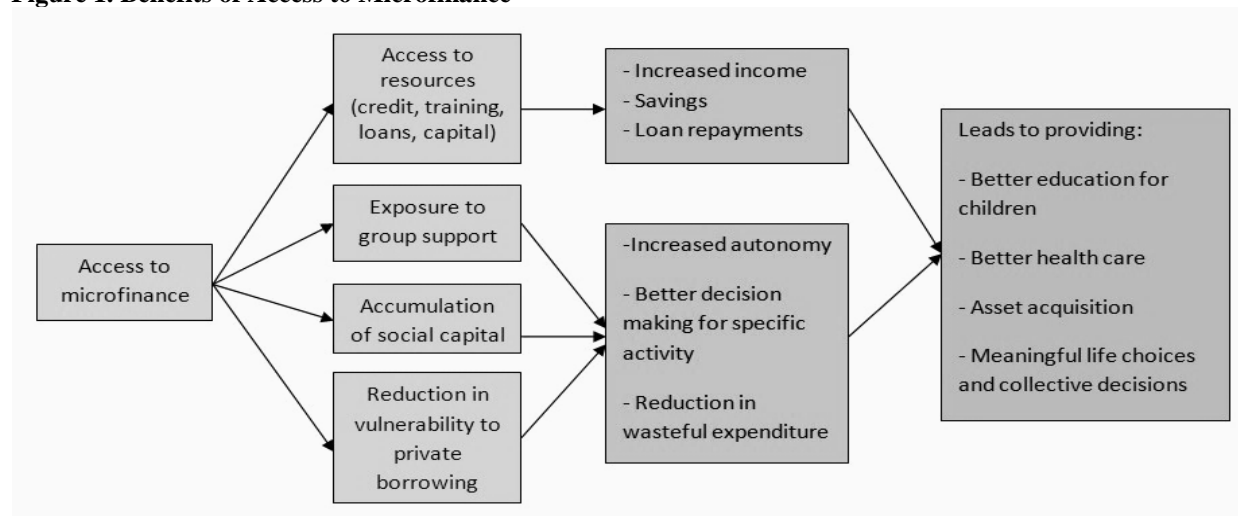 Figure 1: Benefits of Access to Microfinance
Access to
microfinance
Access to
resources
(credit, training,
loans, capital)
Exposure to
group support
Accumulation
of social capital
Reduction in
vulnerability to
private
borrowing
- Increased income
- Savings
- Loan repayments
-Increased autonomy
- Better decision
making for specific
activity
- Reduction in
wasteful expenditure
Leads to providing:
- Better education for
children
- Better health care
- Asset acquisition
- Meaningful life choices
and collective decisions